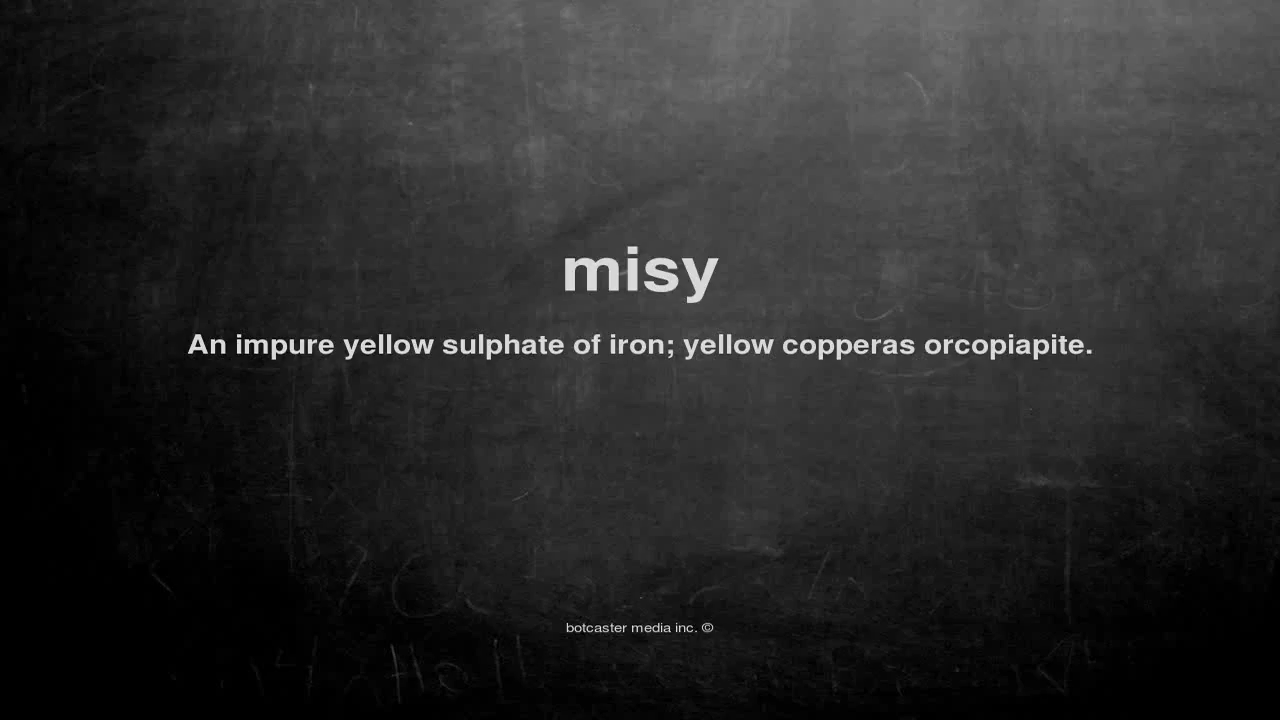 misy
An impure yellow sulphate of iron; yellow copperas orcopiapite.
botcaster media inc. ©